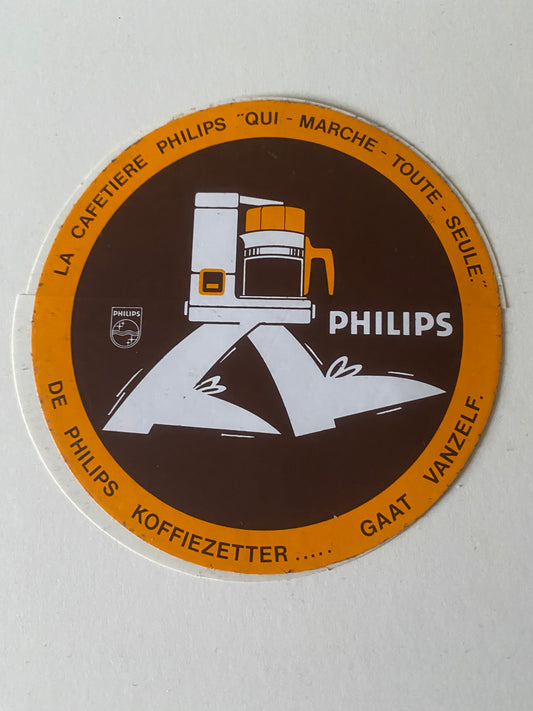 LA CAFETIERE PHILIPS "QUI - MARCHE - TOUTE - SEULE."
PHILIPS
PHILIPS
DE PHILIPS KOFFIEZETTER ..... GAAT VANZELF.